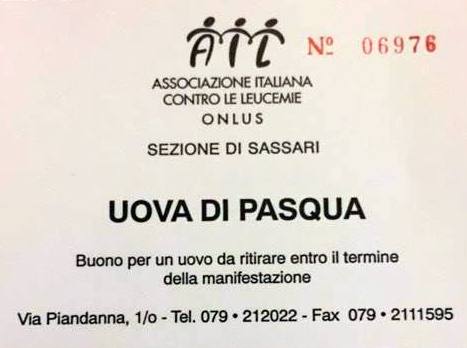 AIL Nº 06976
ASSOCIAZIONE ITALIANA
CONTRO LE LEUCEMIE
ONLUS
SEZIONE DI SASSARI
UOVA DI PASQUA
Buono per un uovo da ritirare entro il termine
della manifestazione
Via Piandanna, 1/o - Tel. 079 • 212022 - Fax 079 • 2111595